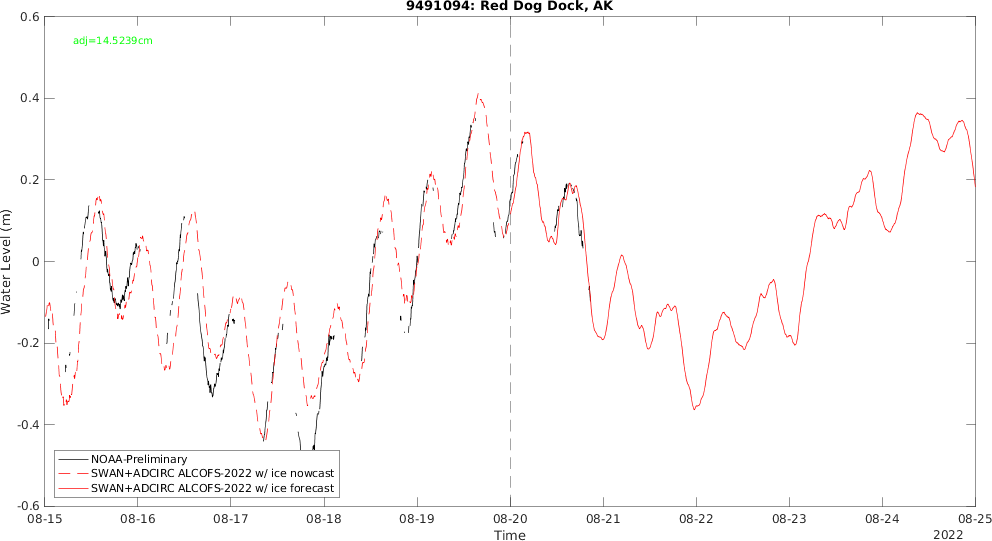 9491094: Red Dog Dock, AK
adj=14.5239cm
Water Level (m)
0.6
0.4
0.2
0
-0.2
-0.4
-0.6
NOAA-Preliminary
SWAN+ADCIRC ALCOFS-2022 w/ ice nowcast
SWAN+ADCIRC ALCOFS-2022 w/ ice forecast
08-15 08-16 08-17 08-18 08-19 08-20 08-21 08-22 08-23 08-24 08-25
Time
2022